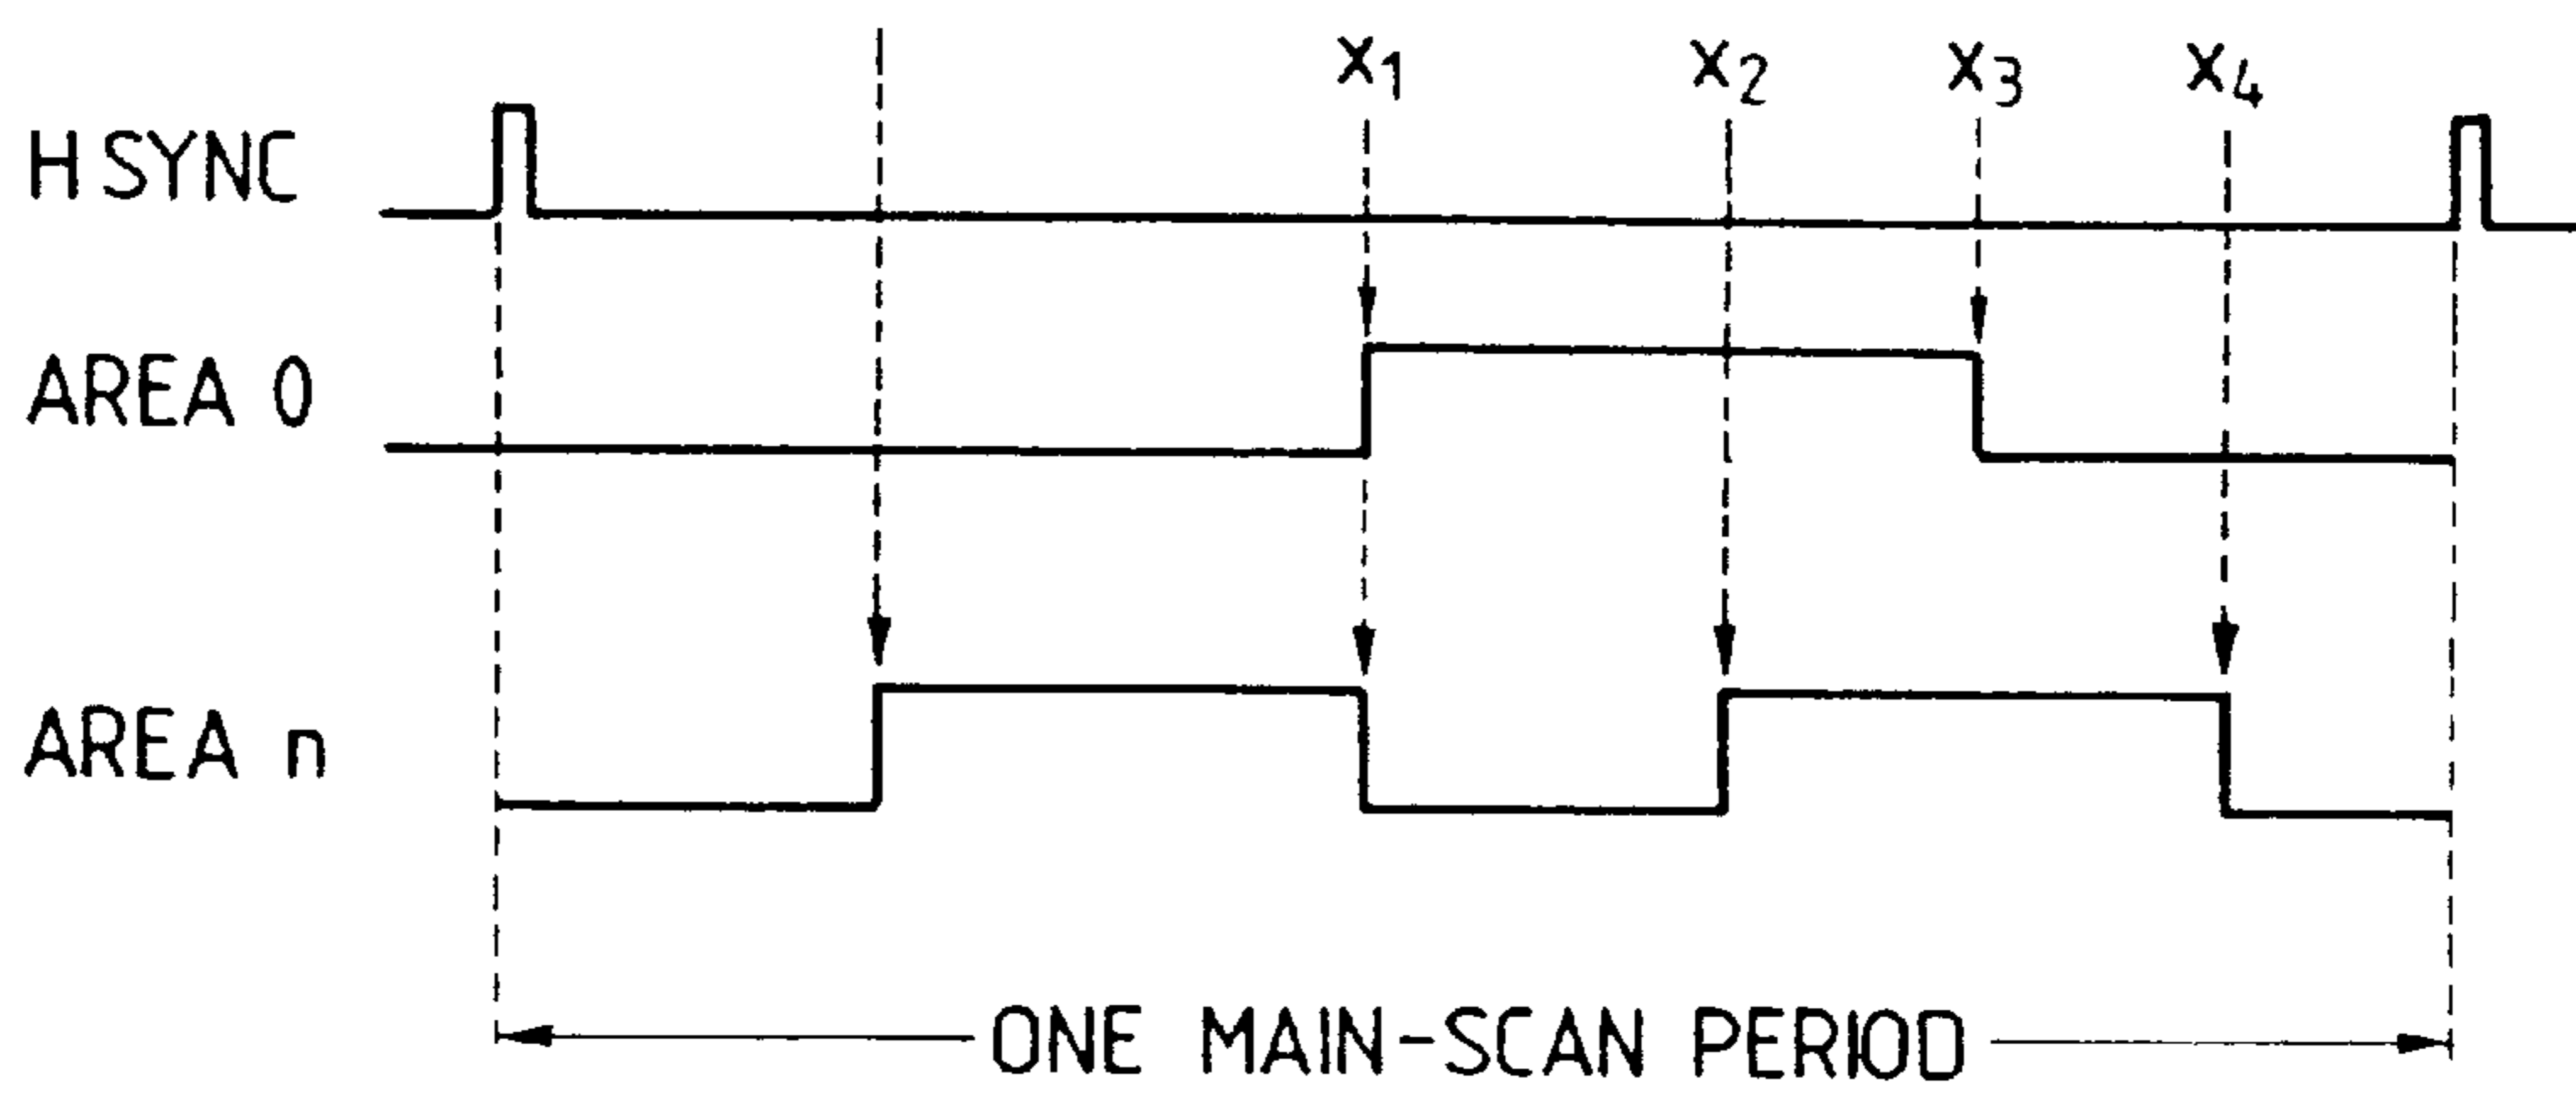 x₁ x₂ x₃ x₄
H SYNC
AREA 0
AREA n
ONE MAIN-SCAN PERIOD